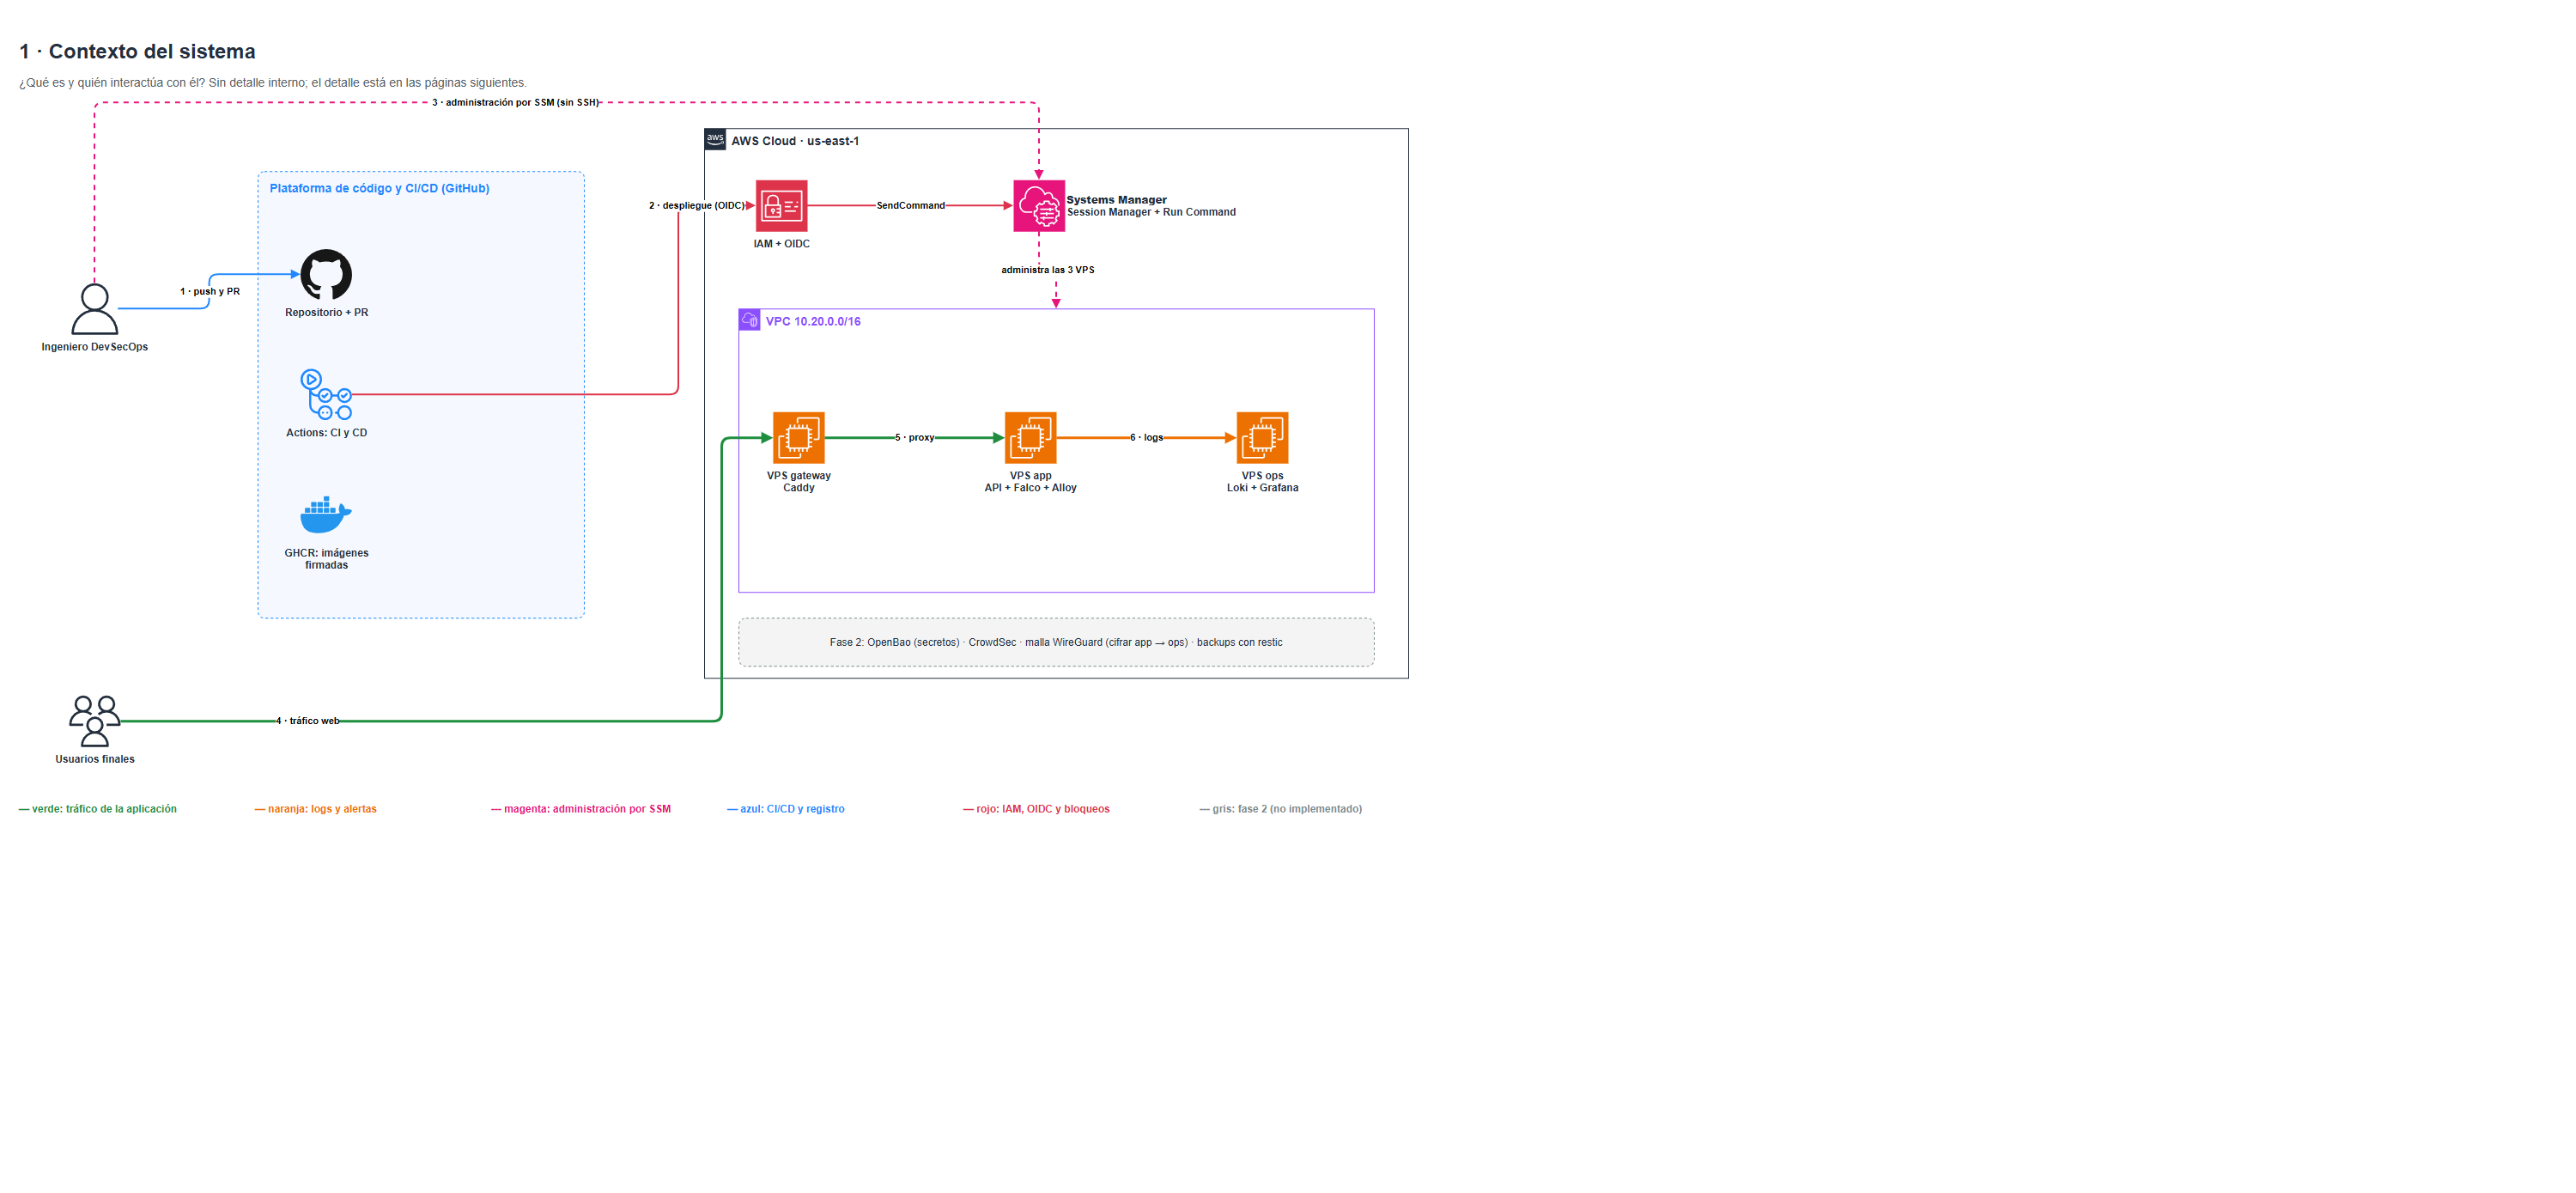 1 · Contexto del sistema
¿Qué es y quién interactúa con él? Sin detalle interno; el detalle está en las páginas siguientes.
3 · administración por SSM (sin SSH)
aws
AWS Cloud · us-east-1
Plataforma de código y CI/CD (GitHub)
2 · despliegue (OIDC)
SendCommand
Systems Manager
Session Manager + Run Command
IAM + OIDC
administra las 3 VPS
1 · push y PR
Repositorio + PR
Ingeniero DevSecOps
VPC 10.20.0.0/16
Actions: CI y CD
5 · proxy
6 · logs
VPS gateway
Caddy
VPS app
API + Falco + Alloy
VPS ops
Loki + Grafana
GHCR: imágenes
firmadas
Fase 2: OpenBao (secretos) · CrowdSec · malla WireGuard (cifrar app → ops) · backups con restic
4 · tráfico web
Usuarios finales
— verde: tráfico de la aplicación
— naranja: logs y alertas
— magenta: administración por SSM
— azul: CI/CD y registro
— rojo: IAM, OIDC y bloqueos
— gris: fase 2 (no implementado)